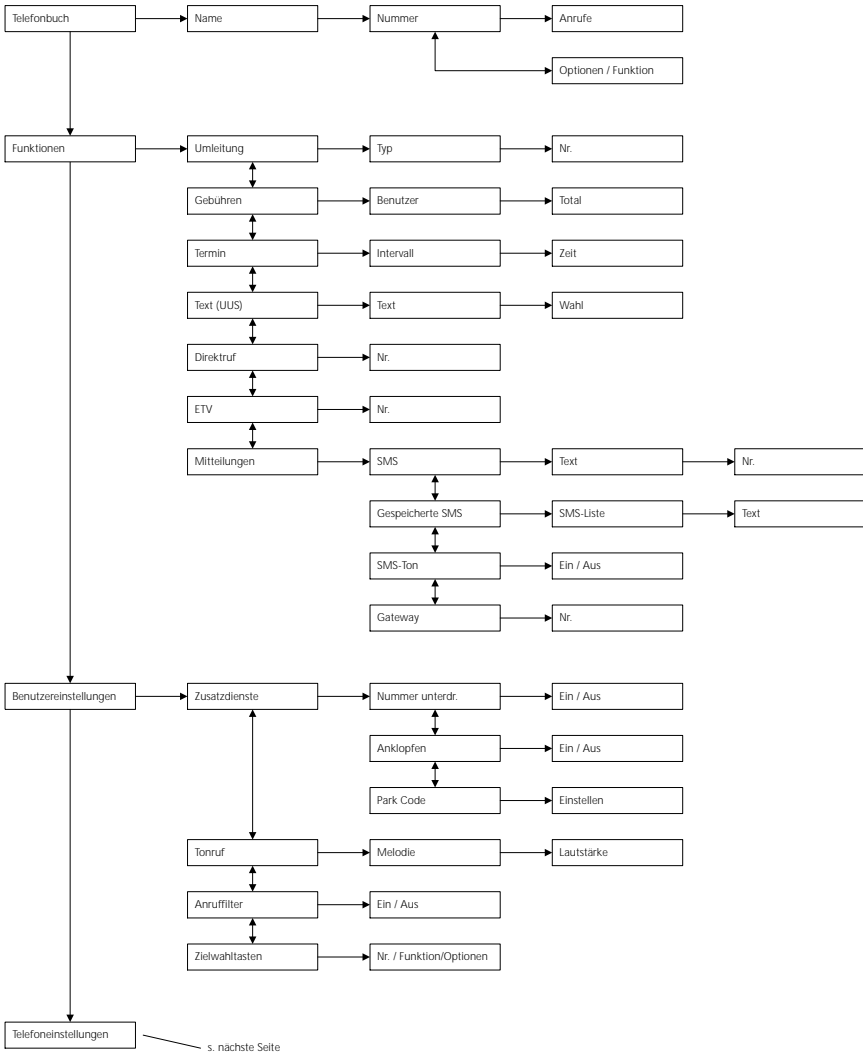 Telefonbuch
Name
Nummer
Anrufe
Optionen / Funktion
Funktionen
Umleitung
Typ
Nr.
Gebühren
Benutzer
Total
Termin
Intervall
Zeit
Text (UUS)
Text
Wahl
Direktruf
Nr.
ETV
Nr.
Mitteilungen
SMS
Text
Nr.
Gespeicherte SMS
SMS-Liste
Text
SMS-Ton
Ein / Aus
Gateway
Nr.
Benutzereinstellungen
Zusatzdienste
Nummer unterdr.
Ein / Aus
Anklopfen
Ein / Aus
Park Code
Einstellen
Tonruf
Melodie
Lautstärke
Anruffilter
Ein / Aus
Zielwahltasten
Nr. / Funktion/Optionen
Telefoneinstellungen
s. nächste Seite